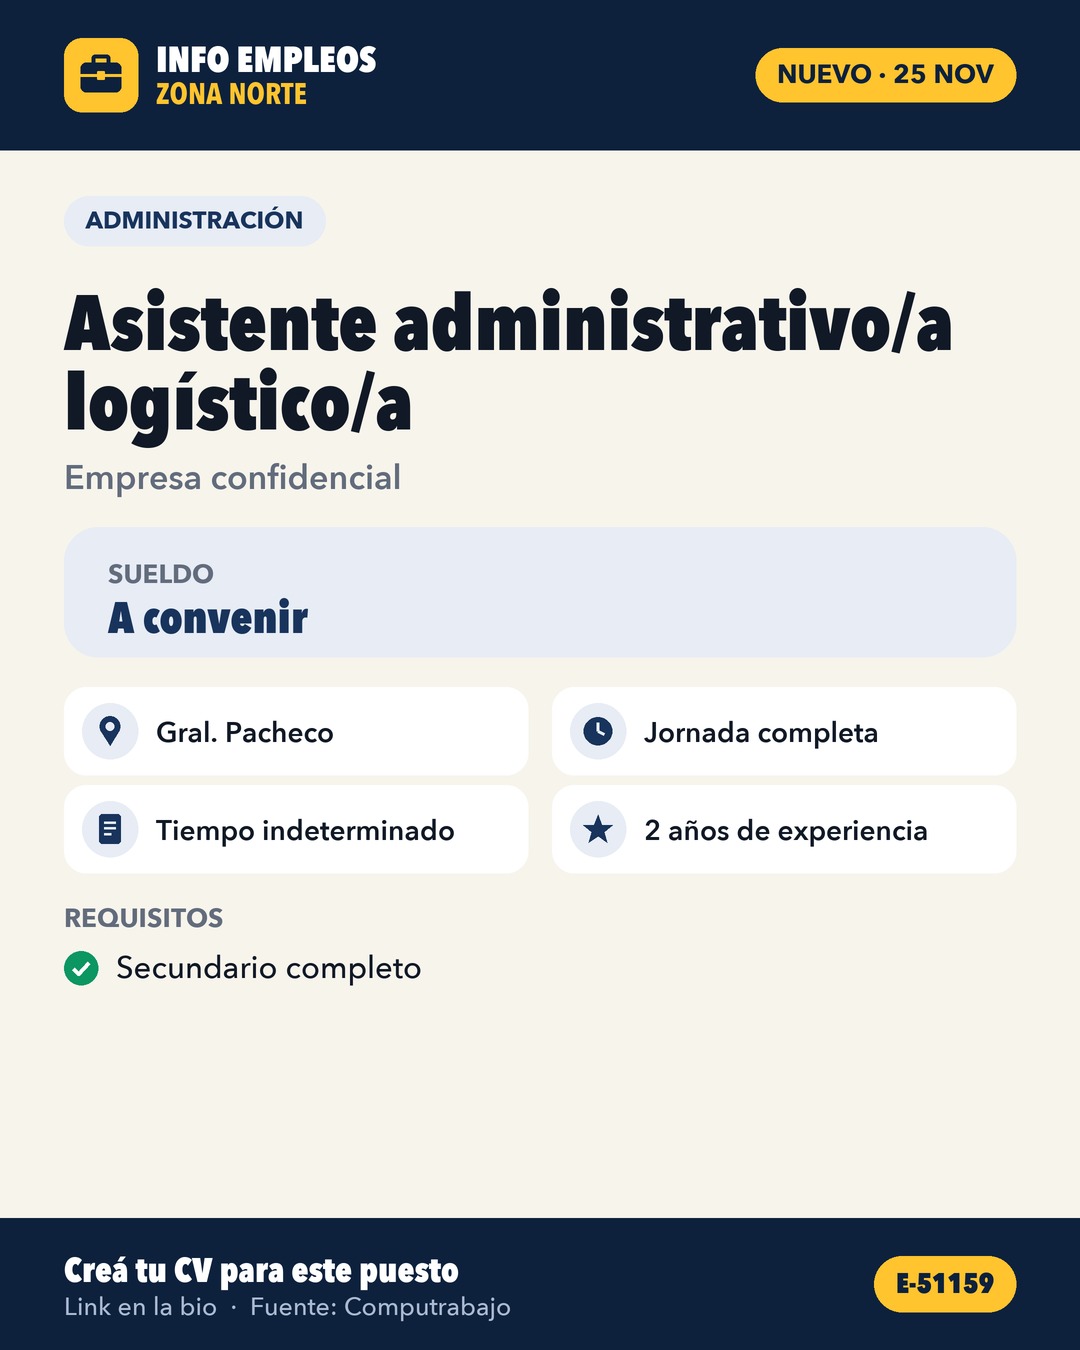 INFO EMPLEOS
ZONA NORTE
NUEVO · 25 NOV
ADMINISTRACIÓN
Asistente administrativo/a
logístico/a
Empresa confidencial
SUELDO
A convenir
Gral. Pacheco
Jornada completa
Tiempo indeterminado
2 años de experiencia
REQUISITOS
Secundario completo
Creá tu CV para este puesto
Link en la bio · Fuente: Computrabajo
E-51159